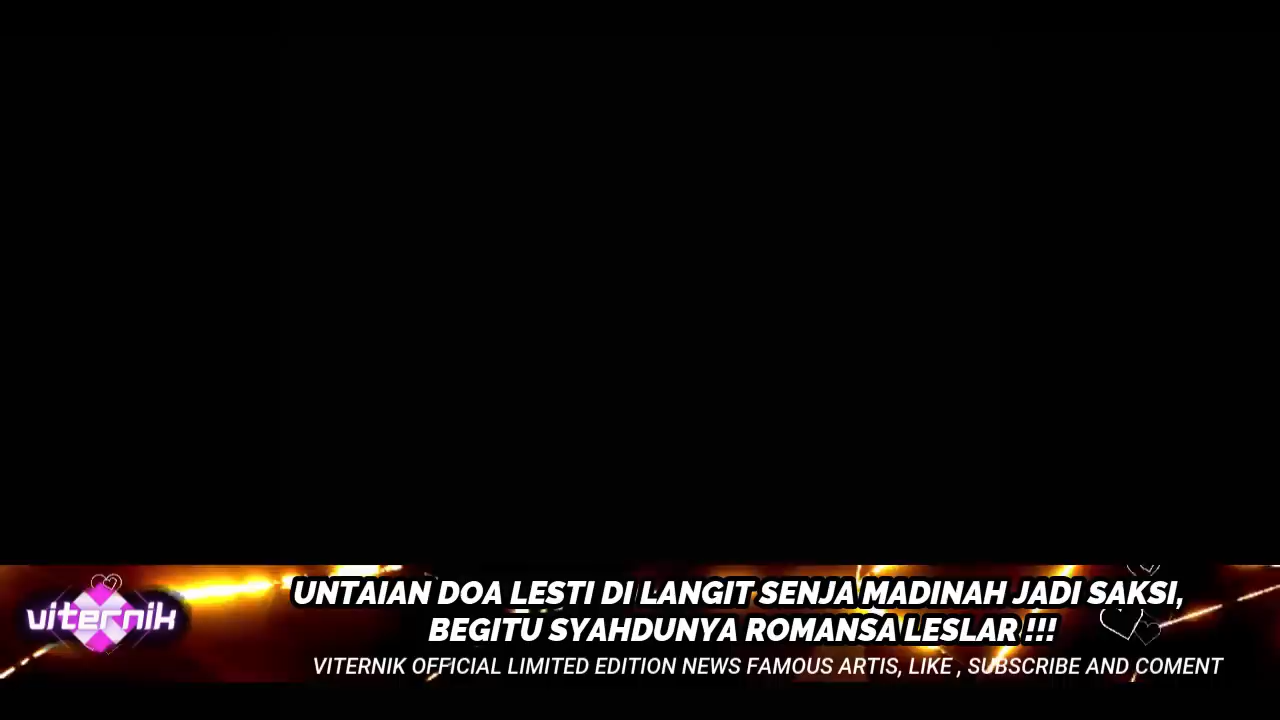 UNTAIAN DOA LESTI DI LANGIT SENJA MADINAH JADI SAKSI,
BEGITU SYAHDUNYA ROMANSA LESLAR !!!
viternik
VITERNIK OFFICIAL LIMITED EDITION NEWS FAMOUS ARTIS, LIKE , SUBSCRIBE AND COMENT